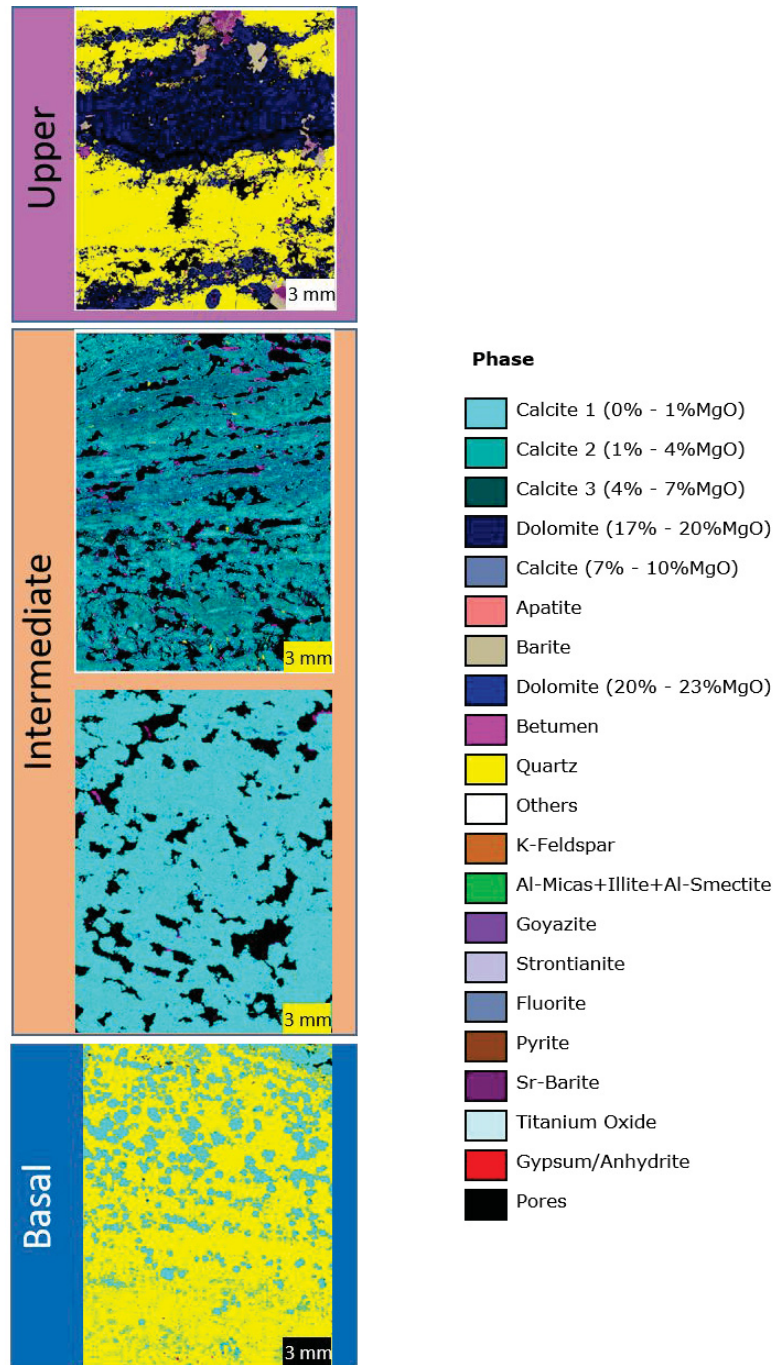 Upper
3 mm
Intermediate
3 mm
3 mm
Basal
3 mm
Phase
Calcite 1 (0% - 1%MgO)
Calcite 2 (1% - 4%MgO)
Calcite 3 (4% - 7%MgO)
Dolomite (17% - 20%MgO)
Calcite (7% - 10%MgO)
Apatite
Barite
Dolomite (20% - 23%MgO)
Betumen
Quartz
Others
K-Feldspar
Al-Micas+Illite+Al-Smectite
Goyazite
Strontianite
Fluorite
Pyrite
Sr-Barite
Titanium Oxide
Gypsum/Anhydrite
Pores